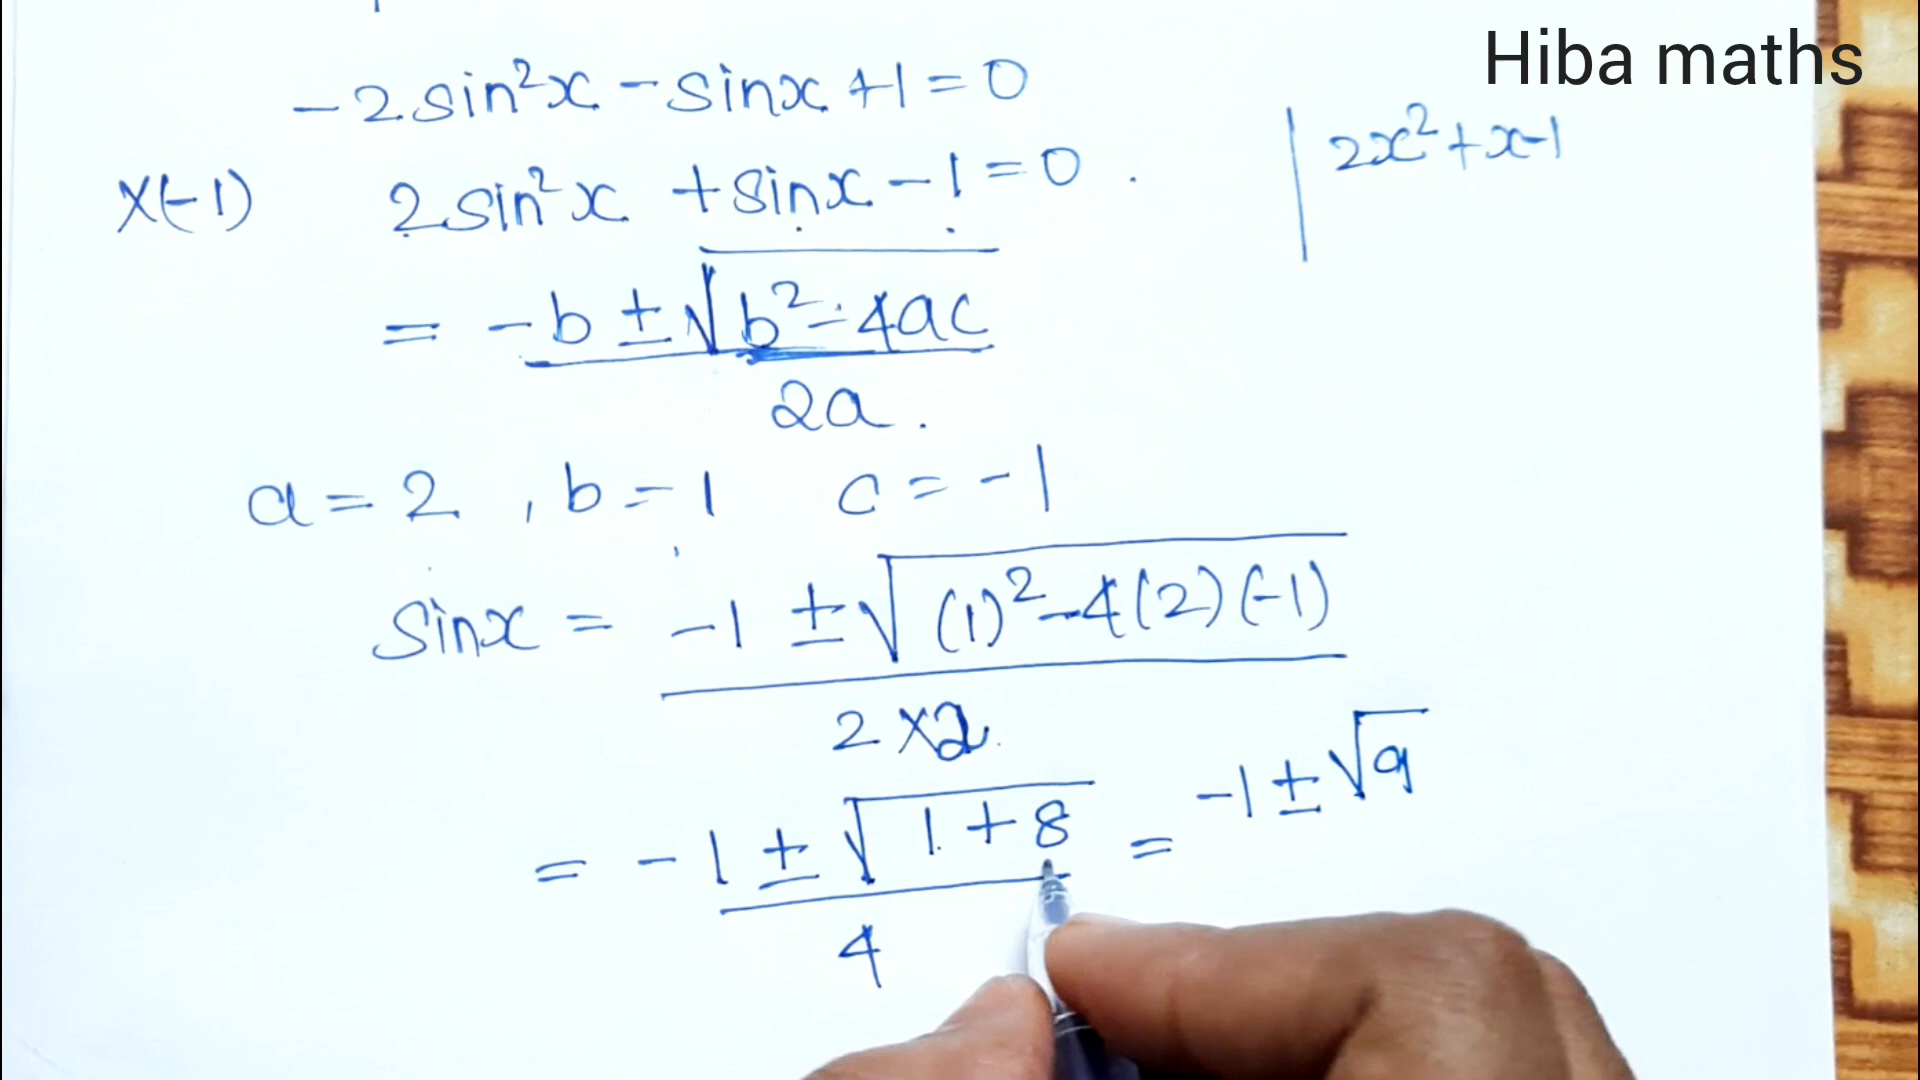 Hiba maths
-2sin²x - sinx +1 = 0
x(-1) 2sin²x + sinx - 1 = 0 .
2x² + x - 1
= -b ± √b² - 4ac
2a .
a = 2 , b = 1 c = -1
sinx = -1 ± √(1)² - 4(2)(-1)
2 x 2
= -1 ± √1 + 8 = -1 ± √9
4